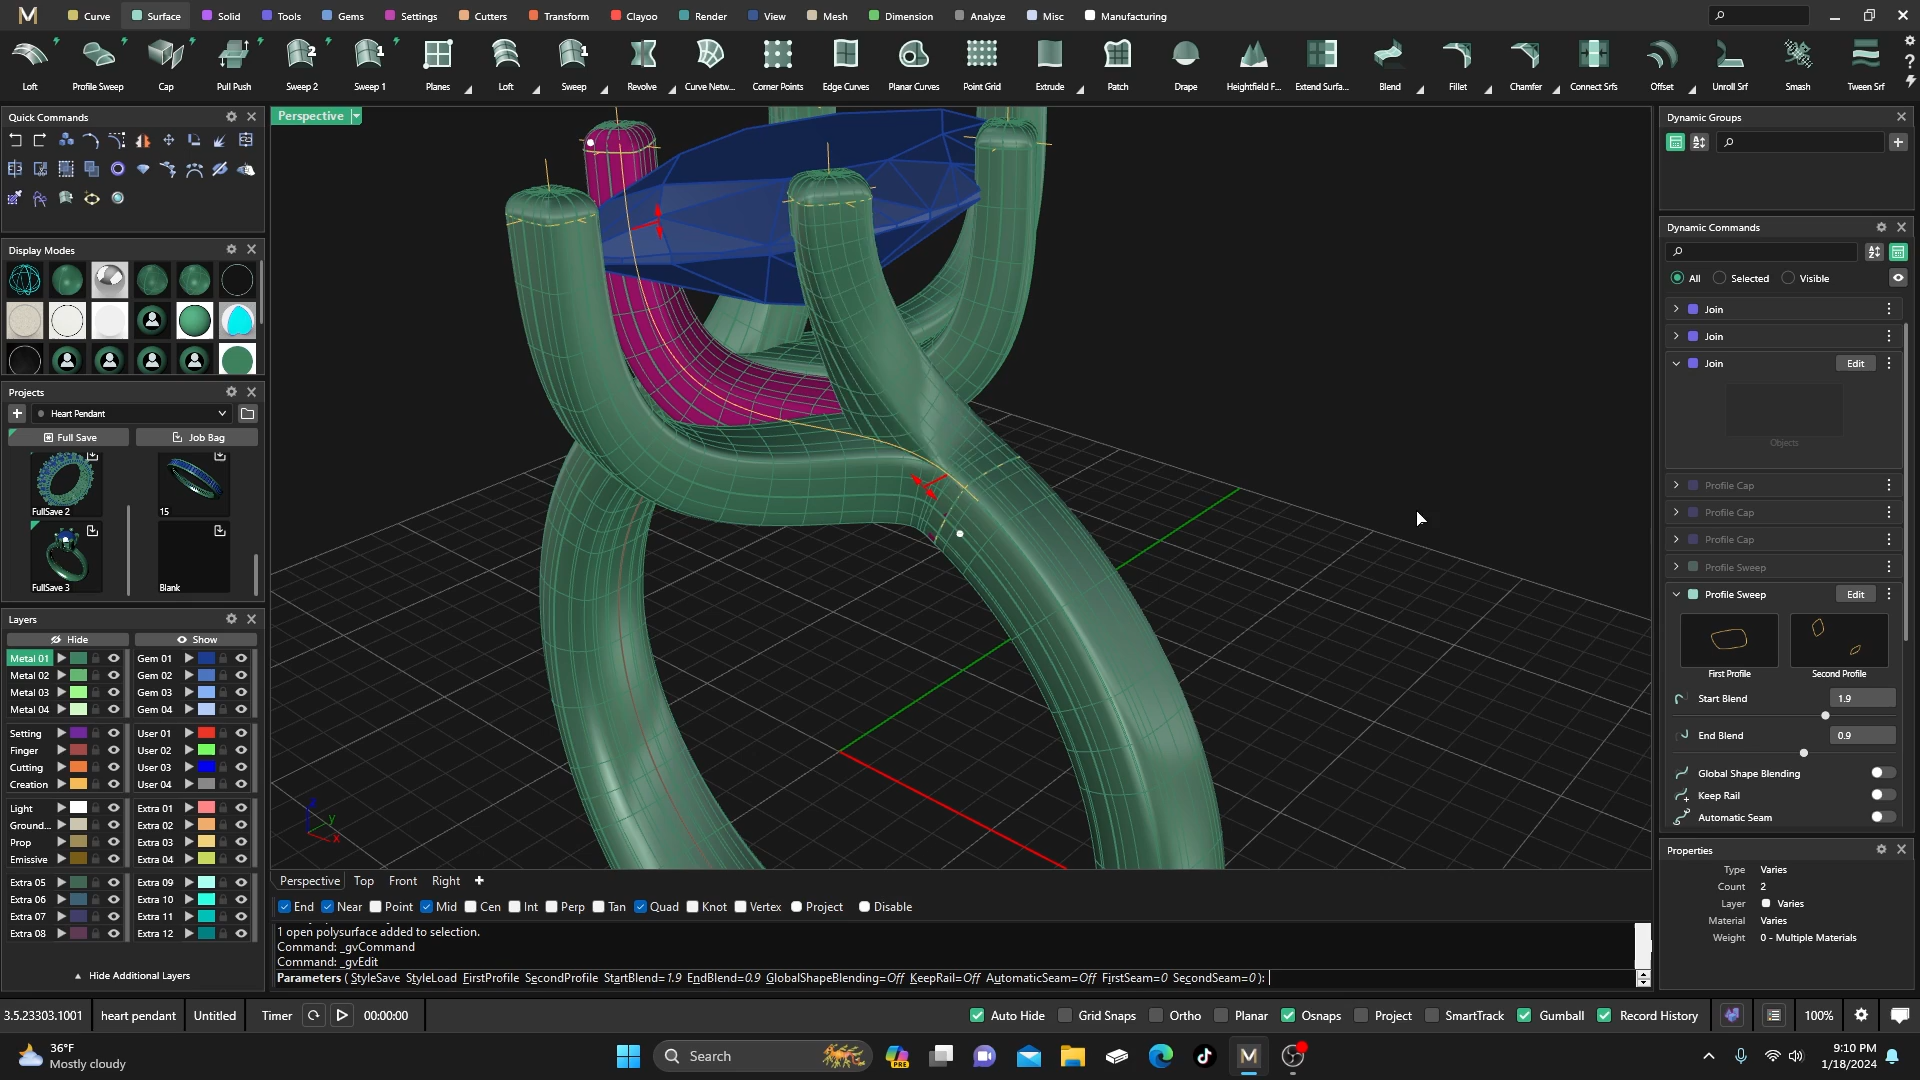 Curve Surface Solid Tools Gems Settings Cutters Transform Clayoo Render View Mesh Dimension Analyze Misc Manufacturing
Loft Profile Sweep Cap Pull Push Sweep 2 Sweep 1 Planes Loft Sweep Revolve Curve Netw... Corner Points Edge Curves Planar Curves Point Grid Extrude Patch Drape Heightfield F... Extend Surfa... Blend Fillet Chamfer Connect Srfs Offset Unroll Srf Smash Tween Srf
Quick Commands
Display Modes
Projects
Heart Pendant
Full Save Job Bag
FullSave 2 15
FullSave 3 Blank
Layers
Hide Show
Metal 01 Gem 01
Metal 02 Gem 02
Metal 03 Gem 03
Metal 04 Gem 04
Setting User 01
Finger User 02
Cutting User 03
Creation User 04
Light Extra 01
Ground... Extra 02
Prop Extra 03
Emissive Extra 04
Extra 05 Extra 09
Extra 06 Extra 10
Extra 07 Extra 11
Extra 08 Extra 12
Hide Additional Layers
Perspective
z
y
x
Perspective Top Front Right
End Near Point Mid Cen Int Perp Tan Quad Knot Vertex Project Disable
1 open polysurface added to selection.
Command: _gvCommand
Command: _gvEdit
Parameters ( StyleSave StyleLoad FirstProfile SecondProfile StartBlend=1.9 EndBlend=0.9 GlobalShapeBlending=Off KeepRail=Off AutomaticSeam=Off FirstSeam=0 SecondSeam=0 ):
Dynamic Groups
Dynamic Commands
All Selected Visible
Join
Join
Join Edit
Objects
Profile Cap
Profile Cap
Profile Cap
Profile Sweep
Profile Sweep Edit
First Profile Second Profile
Start Blend 1.9
End Blend 0.9
Global Shape Blending
Keep Rail
Automatic Seam
Properties
Type Varies
Count 2
Layer Varies
Material Varies
Weight 0 - Multiple Materials
3.5.23303.1001 heart pendant Untitled Timer 00:00:00 Auto Hide Grid Snaps Ortho Planar Osnaps Project SmartTrack Gumball Record History 100%
36°F
Mostly cloudy
Search
PRE
9:10 PM
1/18/2024